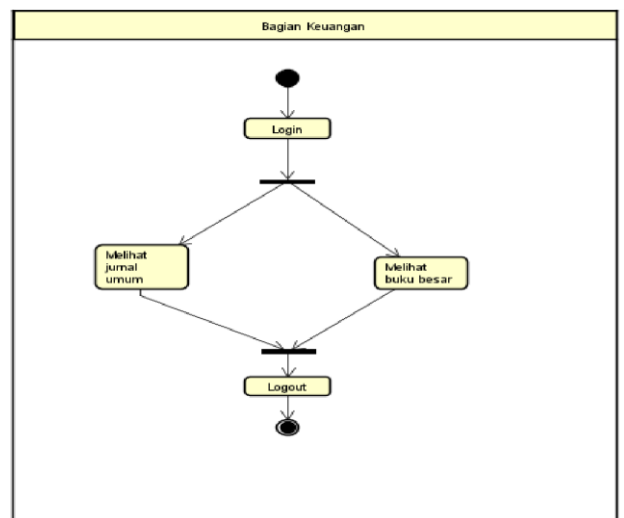 Bagian Keuangan
Login
Melihat
jurnal
umum
Melihat
buku besar
Logout